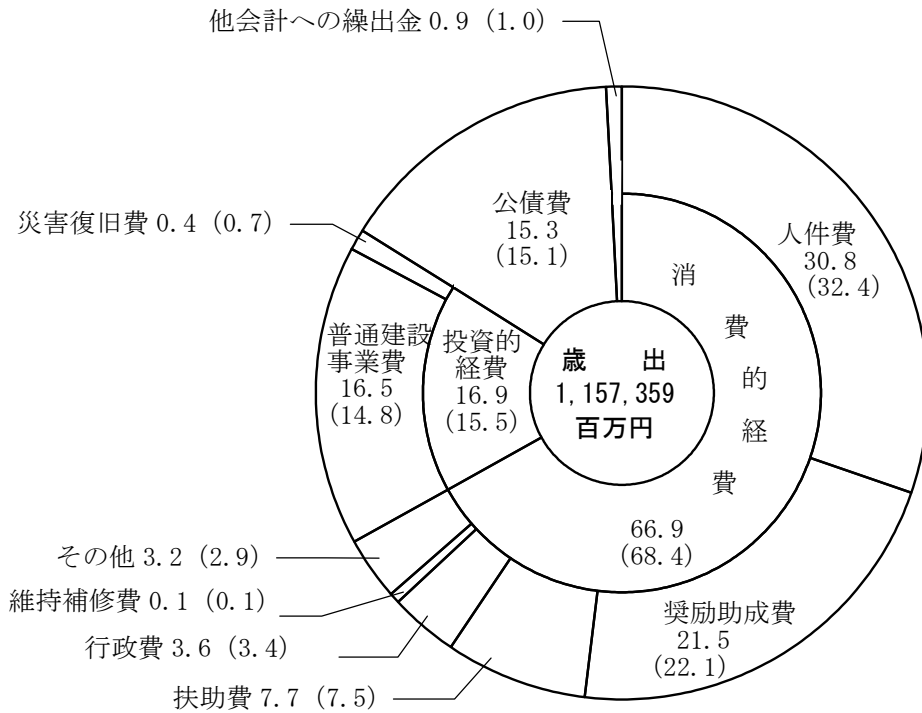 他会計への繰出金 0.9 (1.0)
公債費
15.3
(15.1)
人件費
30.8
(32.4)
災害復旧費 0.4 (0.7)
消費的経費
66.9
(68.4)
普通建設
事業費
16.5
(14.8)
投資的
経費
16.9
(15.5)
歳 出
1,157,359
百万円
その他 3.2 (2.9)
維持補修費 0.1 (0.1)
行政費 3.6 (3.4)
扶助費 7.7 (7.5)
奨励助成費
21.5
(22.1)